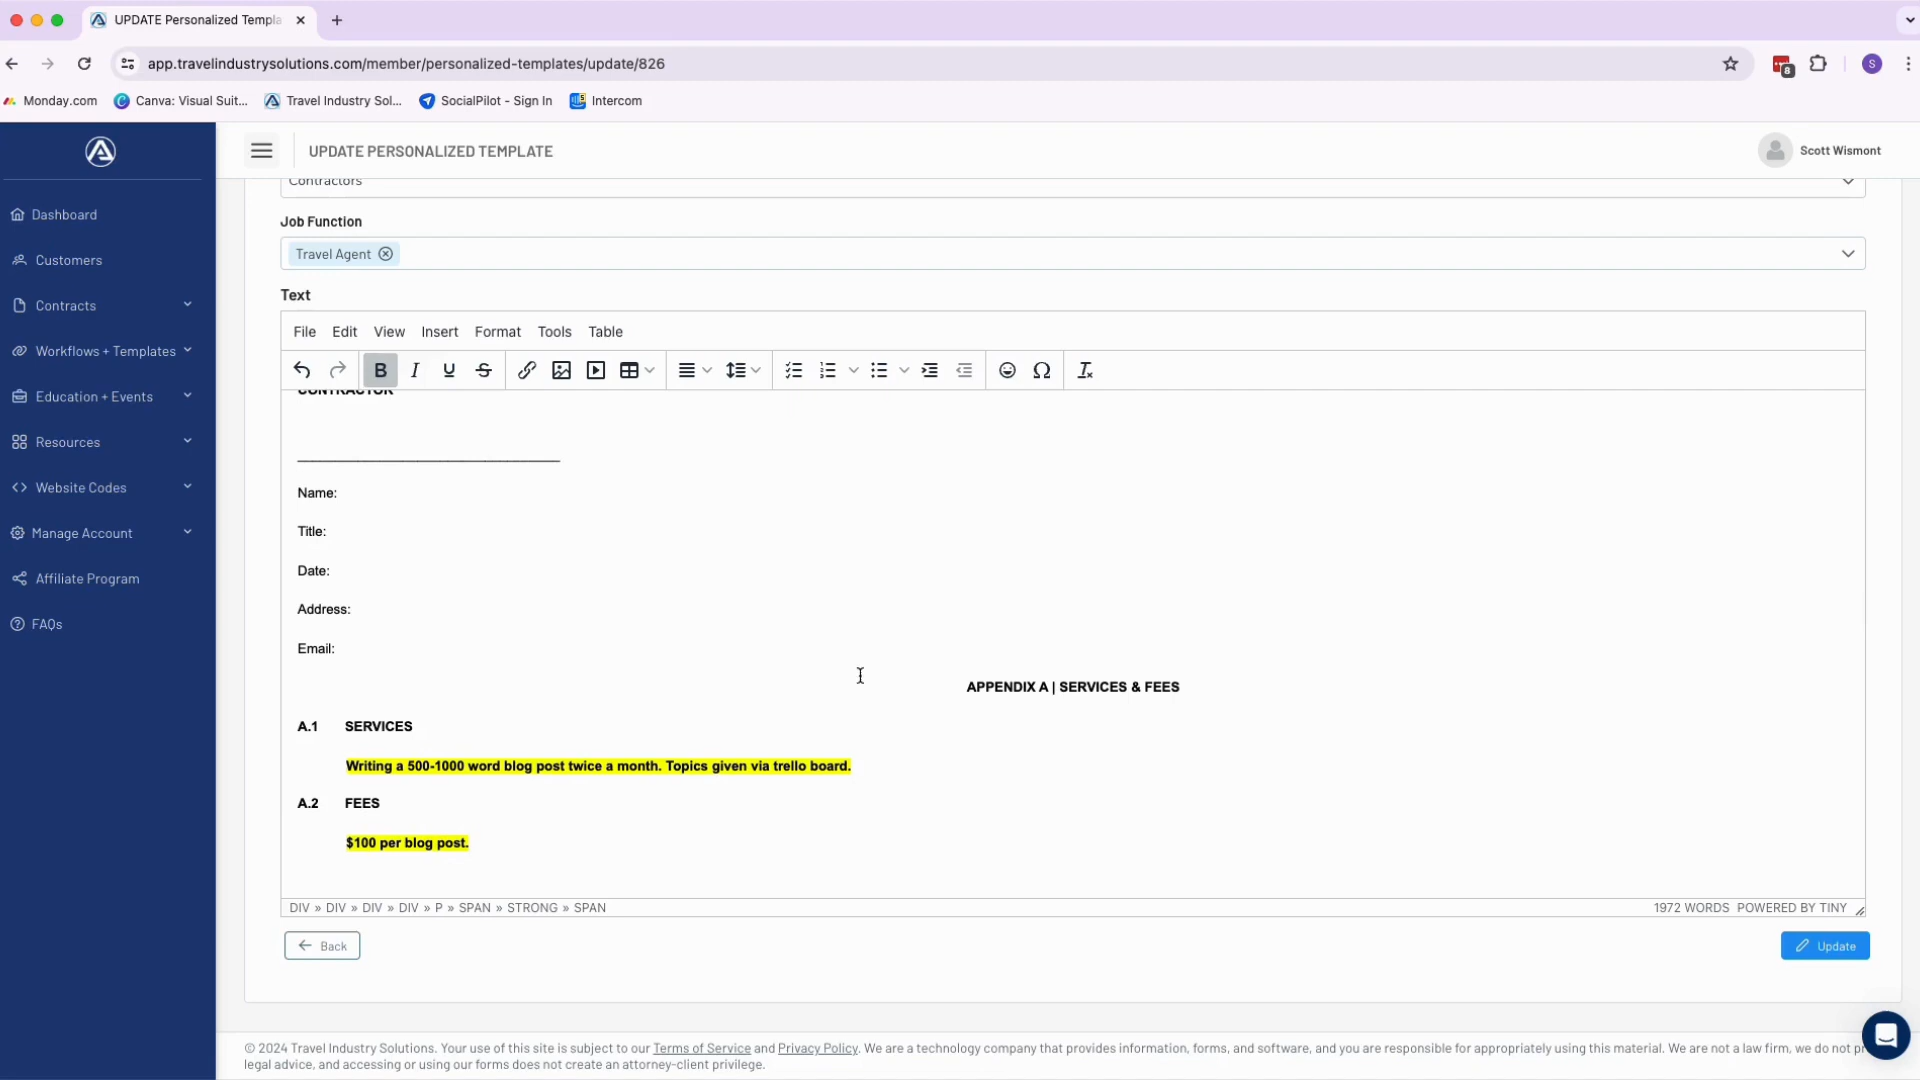 UPDATE Personalized Templa
app.travelindustrysolutions.com/member/personalized-templates/update/826
8
S
Monday.com
Canva: Visual Suit...
Travel Industry Sol...
SocialPilot - Sign In
Intercom
UPDATE PERSONALIZED TEMPLATE
Scott Wismont
Dashboard
Customers
Contracts
Workflows + Templates
Education + Events
Resources
Website Codes
Manage Account
Affiliate Program
FAQs
Contractors
Job Function
Travel Agent
Text
File Edit View Insert Format Tools Table
CONTRACTOR
Name:
Title:
Date:
Address:
Email:
APPENDIX A | SERVICES & FEES
A.1 SERVICES
Writing a 500-1000 word blog post twice a month. Topics given via trello board.
A.2 FEES
$100 per blog post.
DIV » DIV » DIV » DIV » P » SPAN » STRONG » SPAN
1972 WORDS POWERED BY TINY
Back
Update
© 2024 Travel Industry Solutions. Your use of this site is subject to our Terms of Service and Privacy Policy. We are a technology company that provides information, forms, and software, and you are responsible for appropriately using this material. We are not a law firm, we do not
legal advice, and accessing or using our forms does not create an attorney-client privilege.